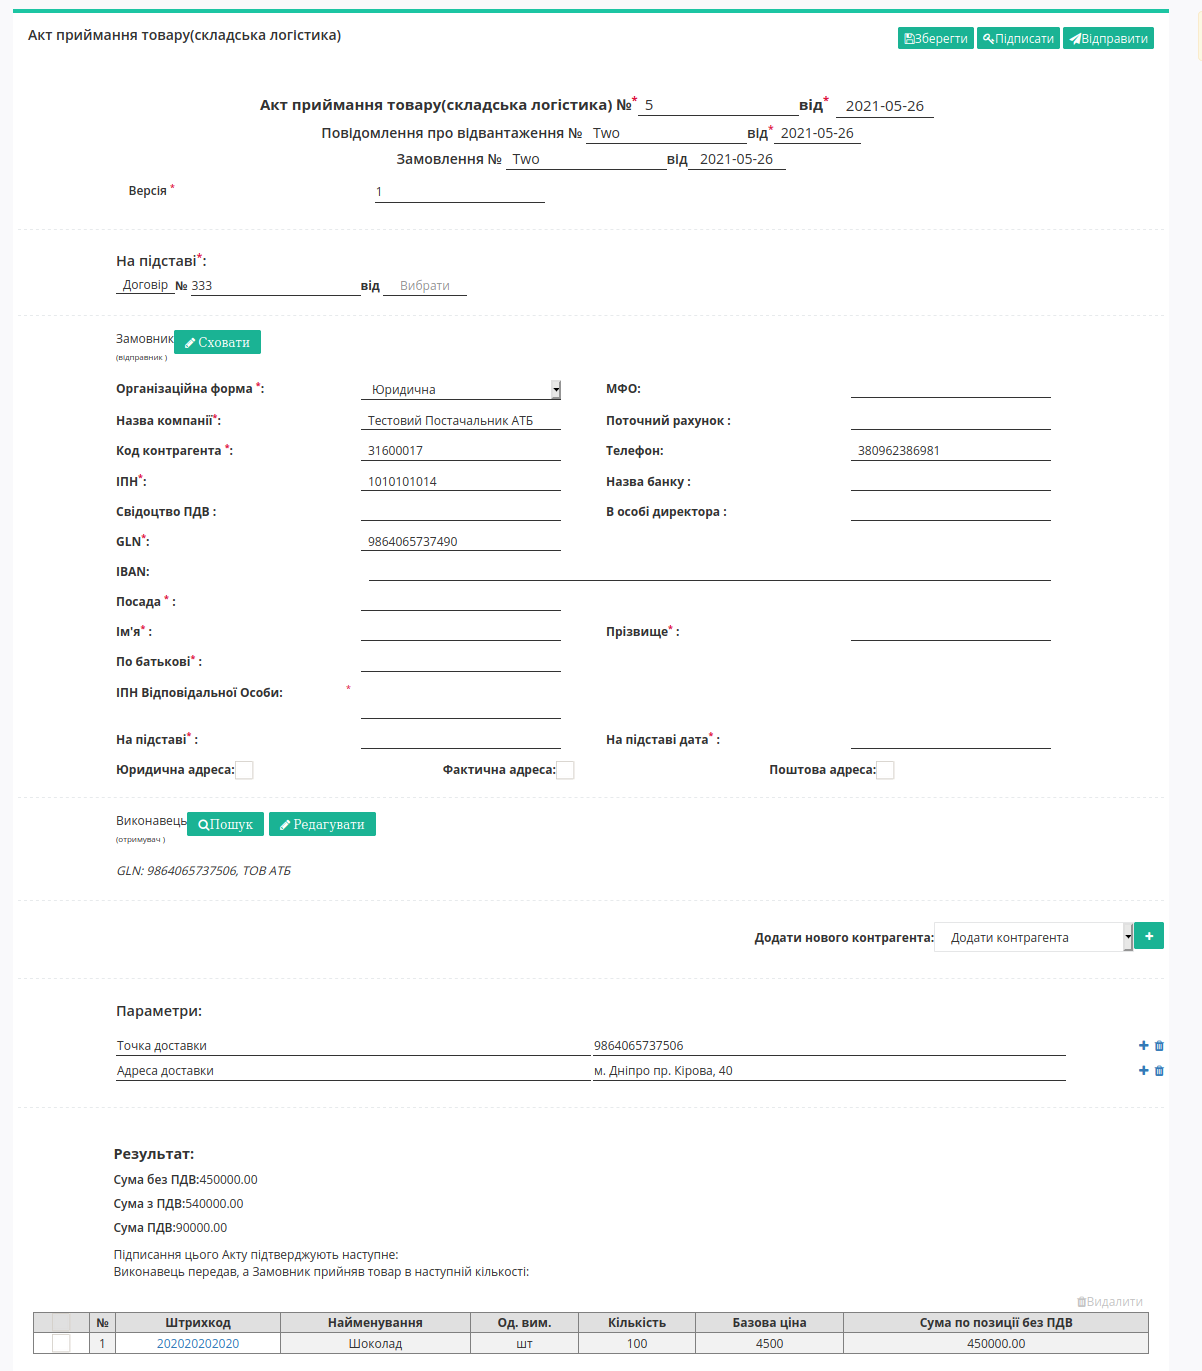 Акт приймання товару(складська логістика)
Зберегти Підписати Відправити
Акт приймання товару(складська логістика) №* 5 від* 2021-05-26
Повідомлення про відвантаження № Two від* 2021-05-26
Замовлення № Two від 2021-05-26
Версія * 1
На підставі*:
Договір № 333 від Вибрати
Замовник Сховати
(відправник )
Організаційна форма *: Юридична МФО:
Назва компанії*: Тестовий Постачальник АТБ Поточний рахунок :
Код контрагента *: 31600017 Телефон: 380962386981
ІПН*: 1010101014 Назва банку :
Свідоцтво ПДВ : В особі директора :
GLN*: 9864065737490
IBAN:
Посада * :
Ім'я* : Прізвище* :
По батькові* :
ІПН Відповідальної Особи: *
На підставі* : На підставі дата* :
Юридична адреса: Фактична адреса: Поштова адреса:
Виконавець Пошук Редагувати
(отримувач )
GLN: 9864065737506, ТОВ АТБ
Додати нового контрагента: Додати контрагента +
Параметри:
Точка доставки 9864065737506
Адреса доставки м. Дніпро пр. Кірова, 40
Результат:
Сума без ПДВ:450000.00
Сума з ПДВ:540000.00
Сума ПДВ:90000.00
Підписання цього Акту підтверджують наступне:
Виконавець передав, а Замовник прийняв товар в наступній кількості:
Видалити
№ Штрихкод Найменування Од. вим. Кількість Базова ціна Сума по позиції без ПДВ
1 202020202020 Шоколад шт 100 4500 450000.00